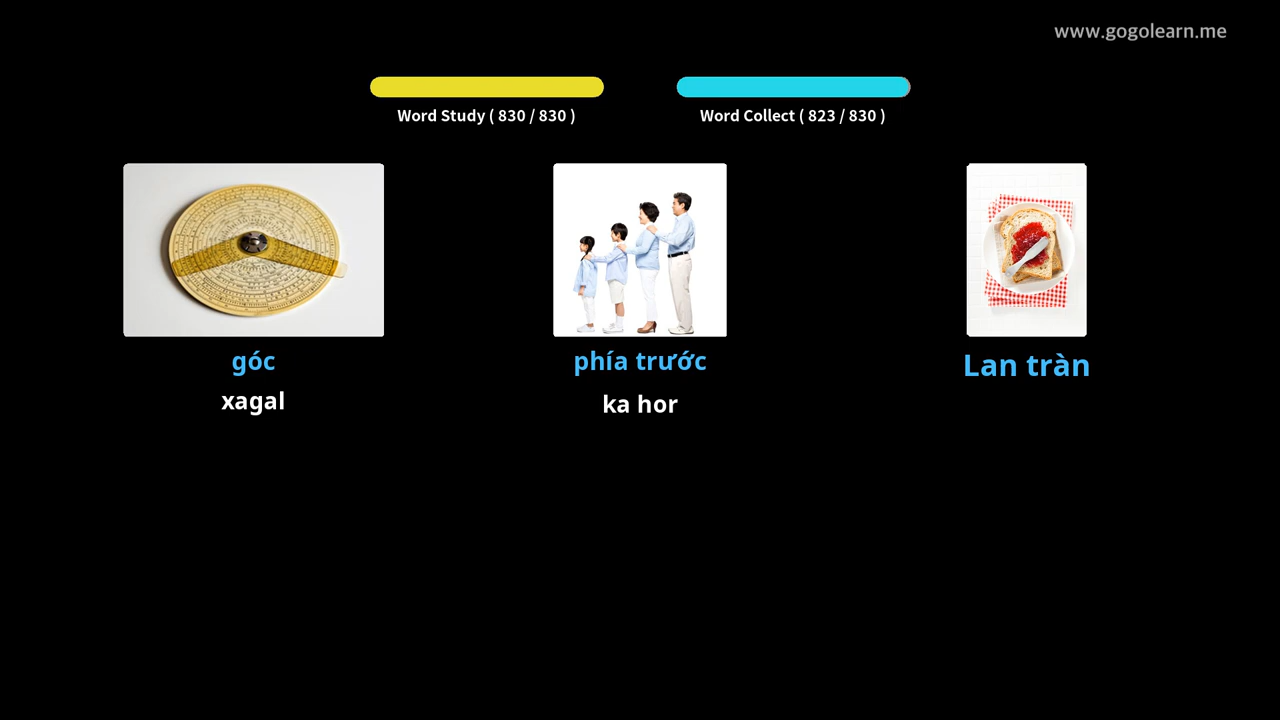 www.gogolearn.me
Word Study ( 830 / 830 )
Word Collect ( 823 / 830 )
góc
phía trước
Lan tràn
xagal
ka hor